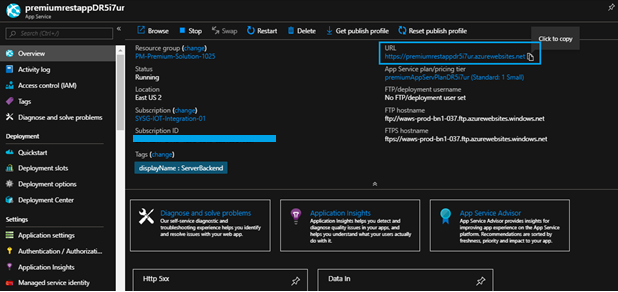 premiumrestappDR5i7ur
App Service
Search (Ctrl+/)
Overview
Activity log
Access control (IAM)
Tags
Diagnose and solve problems
Deployment
Quickstart
Deployment slots
Deployment options
Deployment Center
Settings
Application settings
Authentication / Authorizati...
Application Insights
Managed service identity
Browse Stop Swap Restart Delete Get publish profile Reset publish profile
Click to copy
Resource group (change)
PM-Premium-Solution-1025
Status
Running
Location
East US 2
Subscription (change)
SYSG-IOT-Integration-01
Subscription ID
Tags (change)
displayName : ServerBackend
URL
https://premiumrestappdr5i7ur.azurewebsites.net
App Service plan/pricing tier
premiumAppServPlanDR5i7ur (Standard: 1 Small)
FTP/deployment username
No FTP/deployment user set
FTP hostname
ftp://waws-prod-bn1-037.ftp.azurewebsites.windows.net
FTPS hostname
ftps://waws-prod-bn1-037.ftp.azurewebsites.windows.net
Diagnose and solve problems
Our self-service diagnostic and
troubleshooting experience helps you
identify and resolve issues with your web app.
Application Insights
Application Insights helps you detect and
diagnose quality issues in your apps, and
helps you understand what your users actually
do with it.
App Service Advisor
App Service Advisor provides insights for
improving app experience on the App Service
platform. Recommendations are sorted by
freshness, priority and impact to your app.
Http 5xx
Data In